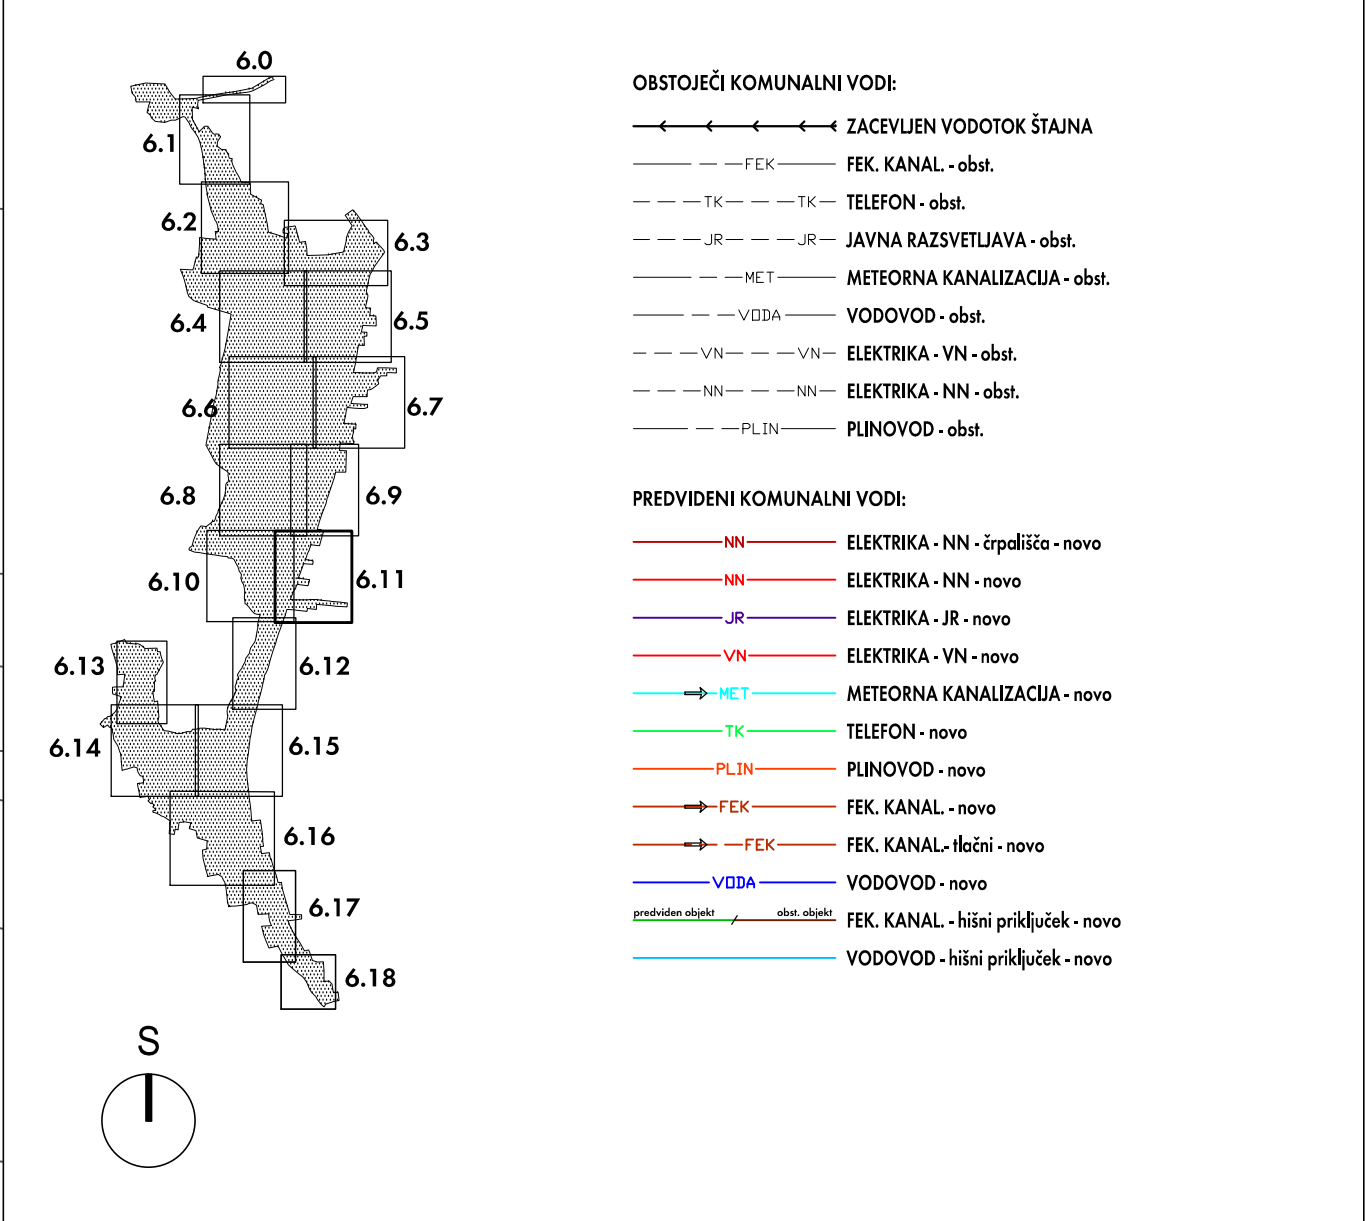 6.0
6.1
6.2
6.3
6.4
6.5
6.6
6.7
6.8
6.9
6.10
6.11
6.12
6.13
6.14
6.15
6.16
6.17
6.18
S
OBSTOJEČI KOMUNALNI VODI:
ZACEVLJEN VODOTOK ŠTAJNA
FEK FEK. KANAL. - obst.
TK TK TELEFON - obst.
JR JR JAVNA RAZSVETLJAVA - obst.
MET METEORNA KANALIZACIJA - obst.
VODA VODOVOD - obst.
VN VN ELEKTRIKA - VN - obst.
NN NN ELEKTRIKA - NN - obst.
PLIN PLINOVOD - obst.
PREDVIDENI KOMUNALNI VODI:
NN ELEKTRIKA - NN - črpališča - novo
NN ELEKTRIKA - NN - novo
JR ELEKTRIKA - JR - novo
VN ELEKTRIKA - VN - novo
MET METEORNA KANALIZACIJA - novo
TK TELEFON - novo
PLIN PLINOVOD - novo
FEK FEK. KANAL. - novo
FEK FEK. KANAL.- tlačni - novo
VODA VODOVOD - novo
predviden objekt obst. objekt FEK. KANAL. - hišni priključek - novo
VODOVOD - hišni priključek - novo